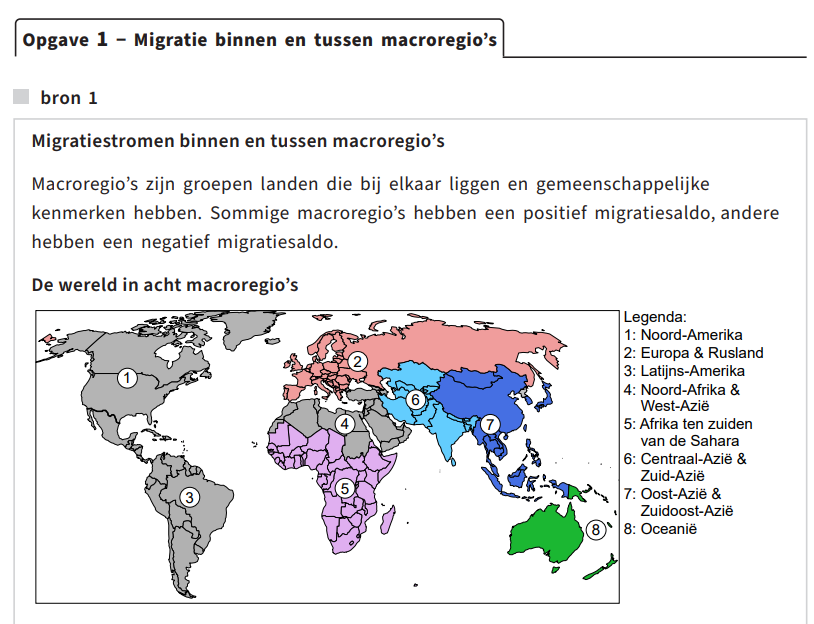 Opgave 1 – Migratie binnen en tussen macroregio’s
bron 1
Migratiestromen binnen en tussen macroregio’s
Macroregio’s zijn groepen landen die bij elkaar liggen en gemeenschappelijke
kenmerken hebben. Sommige macroregio’s hebben een positief migratiesaldo, andere
hebben een negatief migratiesaldo.
De wereld in acht macroregio’s
1
2
3
4
5
6
7
8
Legenda:
1: Noord-Amerika
2: Europa & Rusland
3: Latijns-Amerika
4: Noord-Afrika &
West-Azië
5: Afrika ten zuiden
van de Sahara
6: Centraal-Azië &
Zuid-Azië
7: Oost-Azië &
Zuidoost-Azië
8: Oceanië